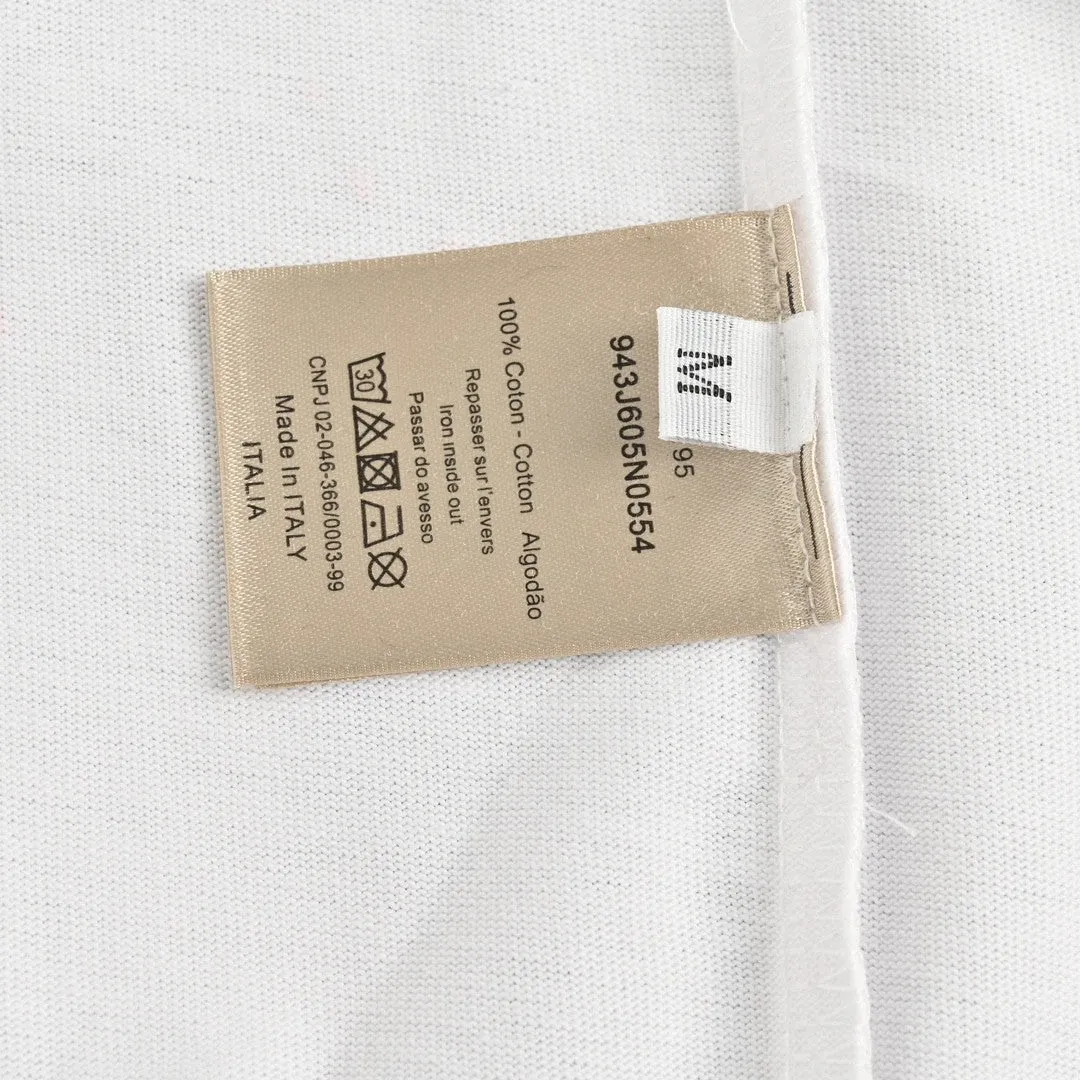 M
95
943J605N0554
100% Coton - Cotton Algodão
Repasser sur l'envers
Iron inside out
Passar do avesso
30
CNPJ 02-046-366/0003-99
Made In ITALY
ITALIA